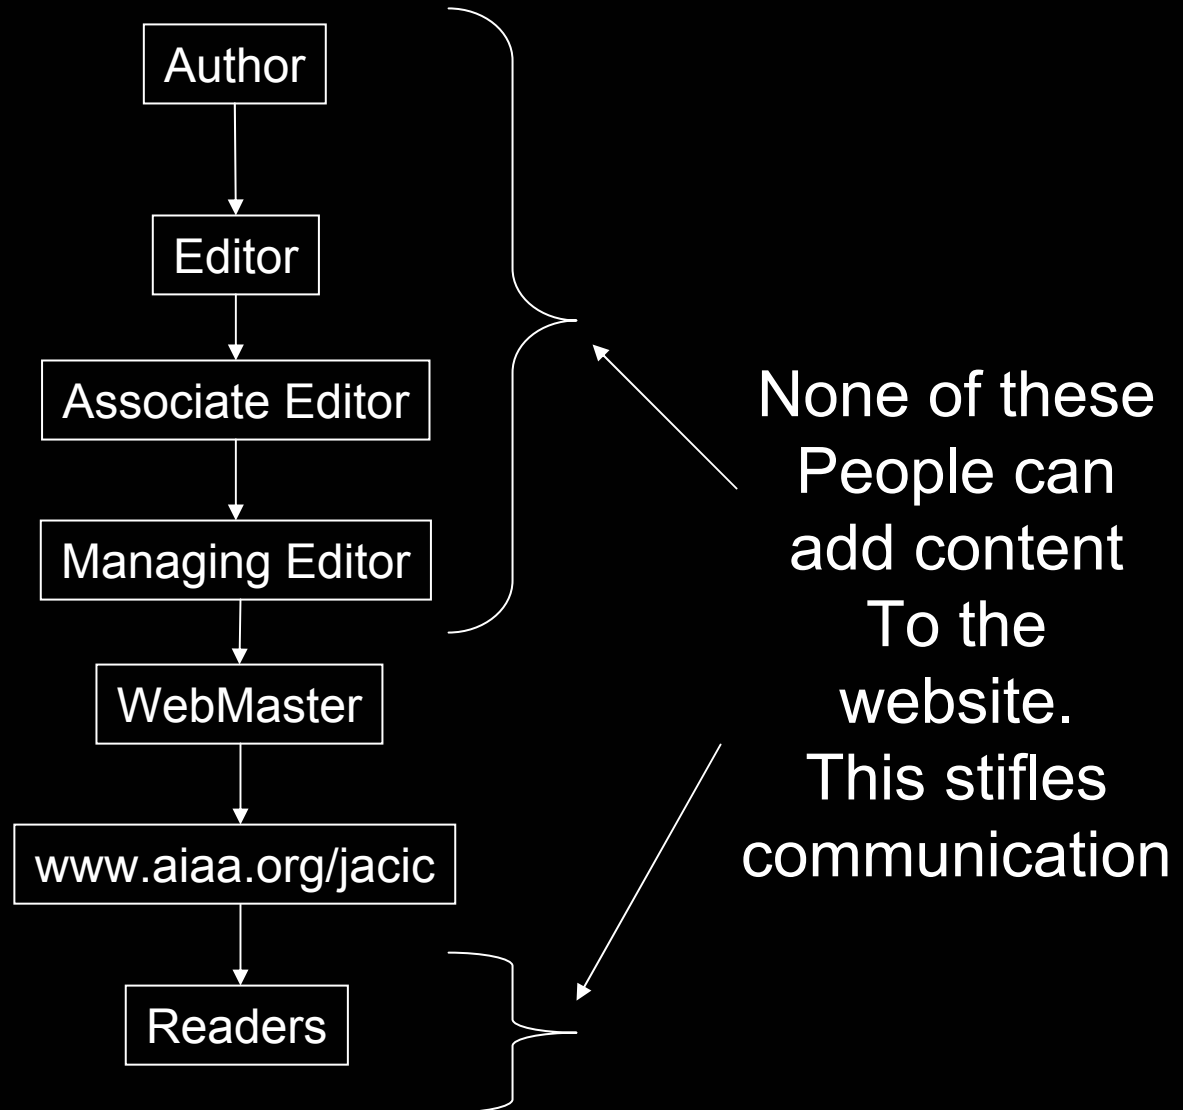 Author
Editor
Associate Editor
Managing Editor
WebMaster
www.aiaa.org/jacic
Readers
None of these
People can
add content
To the
website.
This stifles
communication